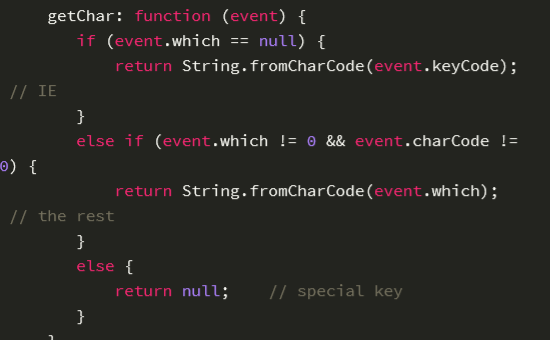 getChar: function (event) {
if (event.which == null) {
return String.fromCharCode(event.keyCode);
// IE
}
else if (event.which != 0 && event.charCode !=
0) {
return String.fromCharCode(event.which);
// the rest
}
else {
return null;    // special key
}
}